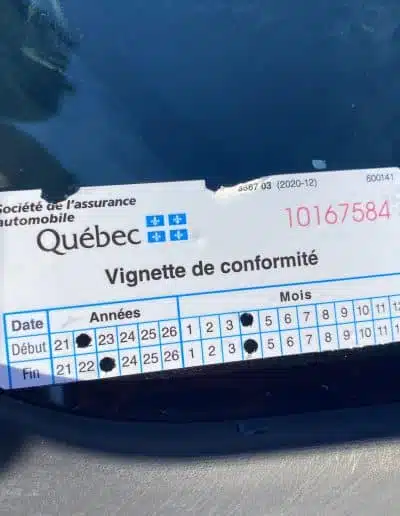 Société de l'assurance
automobile
3567 03 (2020-12)
600141
Québec
10167584
Vignette de conformité
Date Années Mois
Début 21 23 24 25 26 1 2 3 5 6 7 8 9 10 11 12
Fin 21 22 24 25 26 1 2 3 5 6 7 8 9 10 11